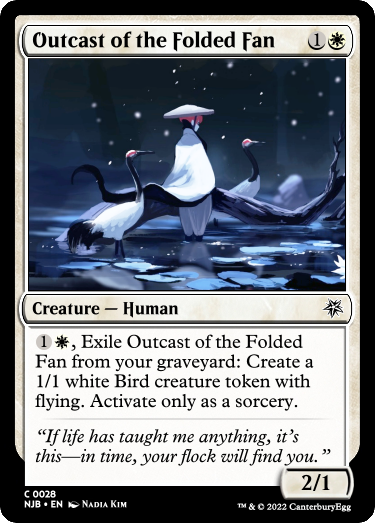 Outcast of the Folded Fan 1
Creature — Human
1, Exile Outcast of the Folded
Fan from your graveyard: Create a
1/1 white Bird creature token with
flying. Activate only as a sorcery.
“If life has taught me anything, it’s
this—in time, your flock will find you.”
2/1
C 0028
NJB • EN Nadia Kim
™ & © 2022 CanterburyEgg